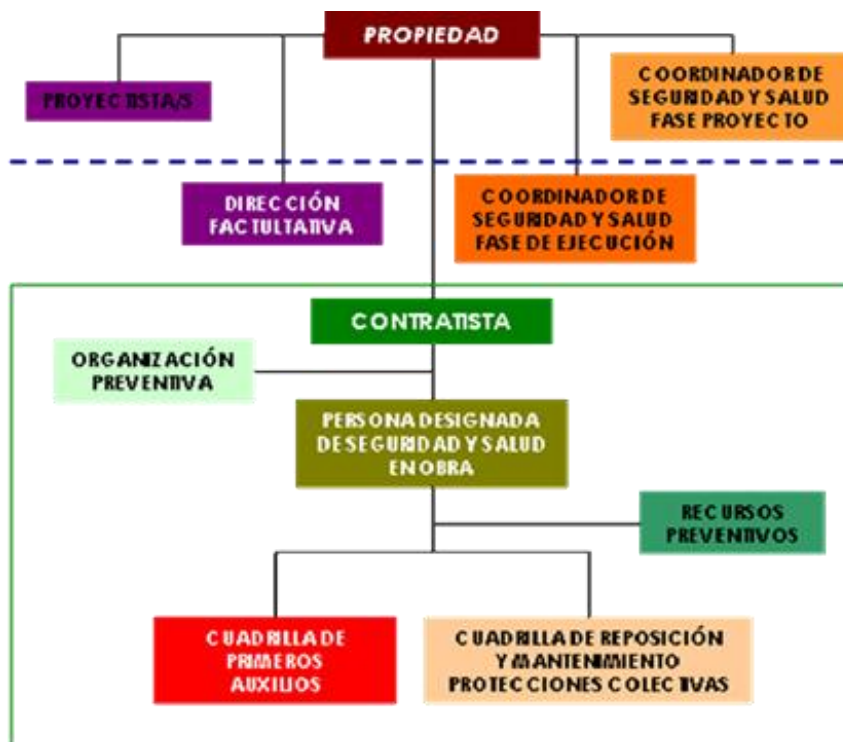 PROPIEDAD
PROYECTISTA/S
COORDINADOR DE
SEGURIDAD Y SALUD
FASE PROYECTO
DIRECCIÓN
FACTULTATIVA
COORDINADOR DE
SEGURIDAD Y SALUD
FASE DE EJECUCIÓN
CONTRATISTA
ORGANIZACIÓN
PREVENTIVA
PERSONA DESIGNADA
DE SEGURIDAD Y SALUD
EN OBRA
RECURSOS
PREVENTIVOS
CUADRILLA DE
PRIMEROS
AUXILIOS
CUADRILLA DE REPOSICIÓN
Y MANTENIMIENTO
PROTECCIONES COLECTIVAS